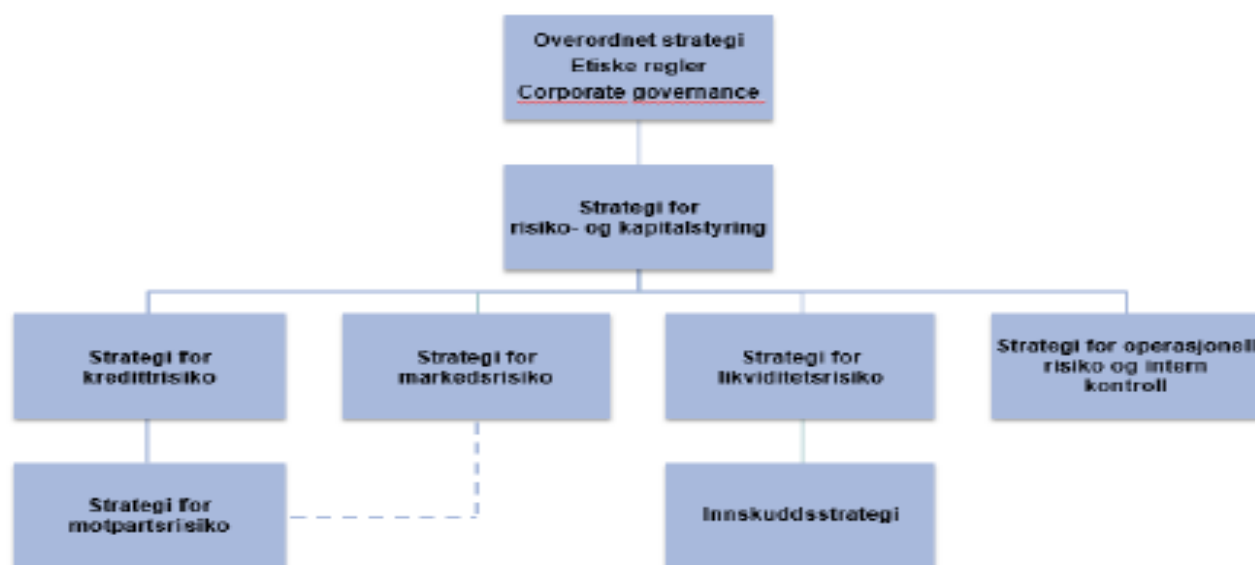 Overordnet strategi
Etiske regler
Corporate governance
Strategi for
risiko- og kapitalstyring
Strategi for
kredittrisiko
Strategi for
markedsrisiko
Strategi for
likviditetsrisiko
Strategi for operasjonell
risiko og intern
kontroll
Strategi for
motpartsrisiko
Innskuddsstrategi